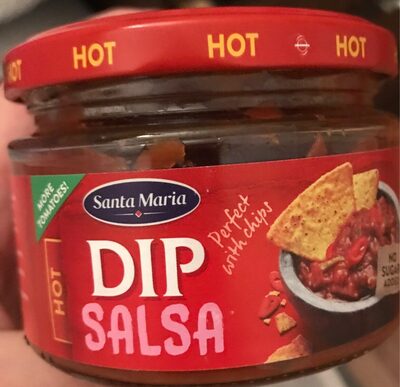 HOT HOT HOT HOT
MORE
TOMATOES!
Santa Maria
Perfect
with chips
HOT
DIP
SALSA
NO
SUGAR
ADDED